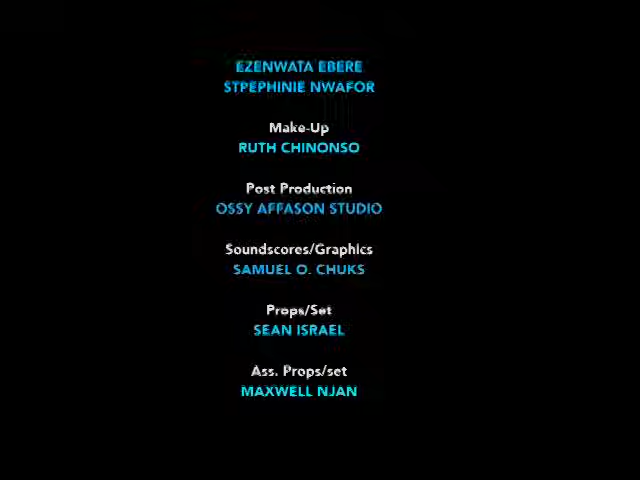 EZENWATA EBERE
STPEPHINIE NWAFOR
Make-Up
RUTH CHINONSO
Post Production
OSSY AFFASON STUDIO
Soundscores/Graphics
SAMUEL O. CHUKS
Props/Set
SEAN ISRAEL
Ass. Props/set
MAXWELL NJAN